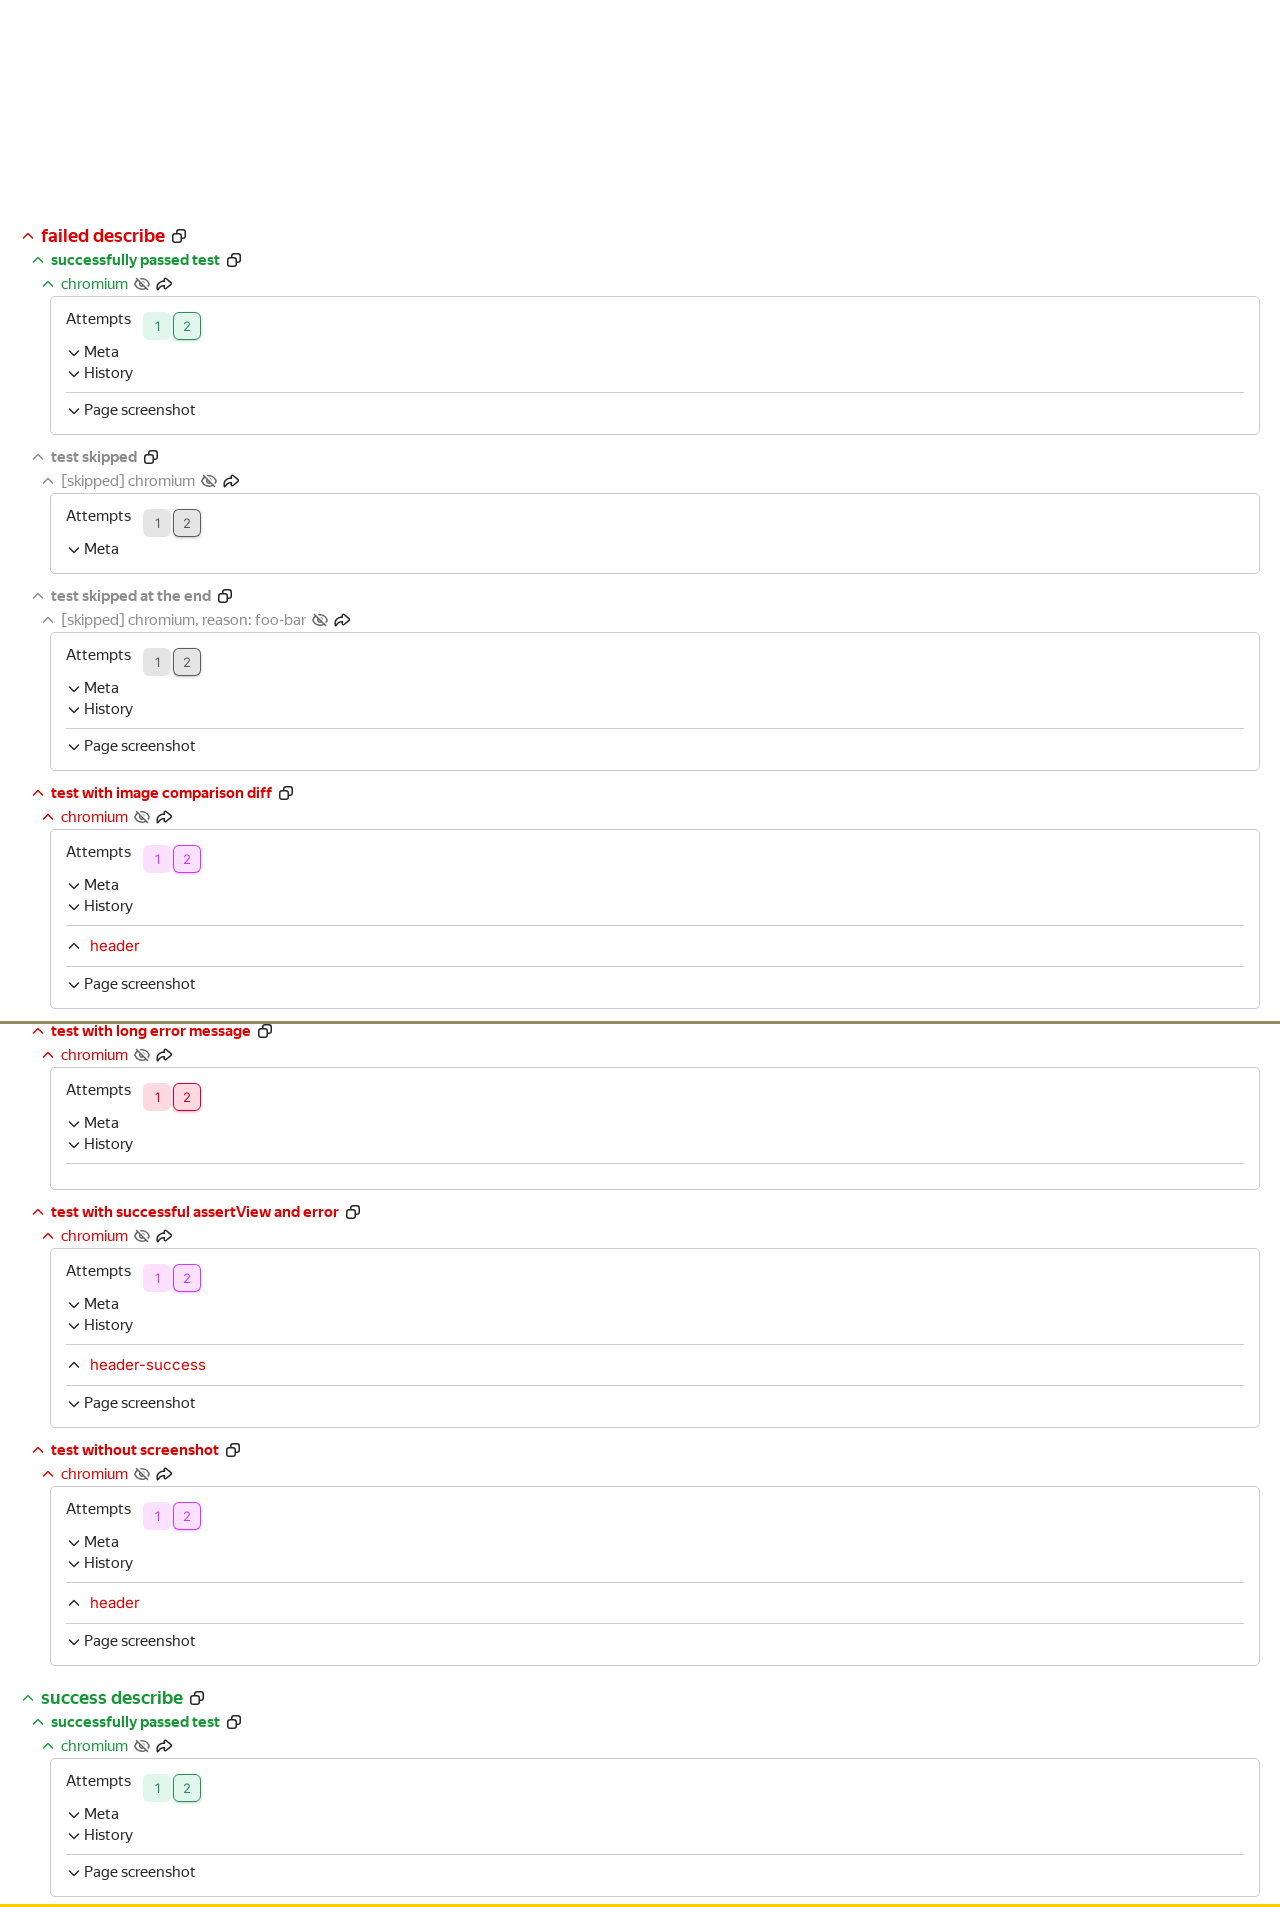 failed describe
successfully passed test
chromium
Attempts 1 2
Meta
History
Page screenshot
test skipped
[skipped] chromium
Attempts 1 2
Meta
test skipped at the end
[skipped] chromium, reason: foo-bar
Attempts 1 2
Meta
History
Page screenshot
test with image comparison diff
chromium
Attempts 1 2
Meta
History
header
Page screenshot
test with long error message
chromium
Attempts 1 2
Meta
History
test with successful assertView and error
chromium
Attempts 1 2
Meta
History
header-success
Page screenshot
test without screenshot
chromium
Attempts 1 2
Meta
History
header
Page screenshot
success describe
successfully passed test
chromium
Attempts 1 2
Meta
History
Page screenshot